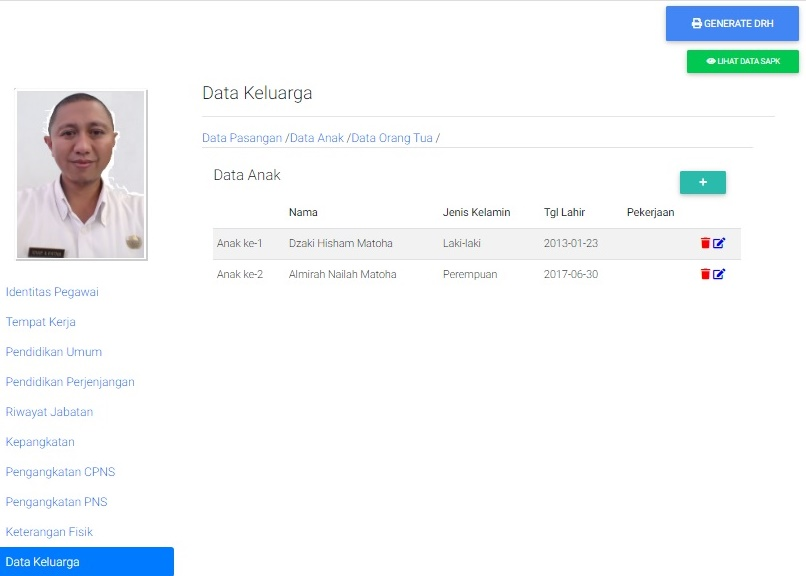 GENERATE DRH
LIHAT DATA SAPK
Data Keluarga
Data Pasangan /Data Anak /Data Orang Tua /
Data Anak
+
Nama Jenis Kelamin Tgl Lahir Pekerjaan
Anak ke-1 Dzaki Hisham Matoha Laki-laki 2013-01-23
Anak ke-2 Almirah Nailah Matoha Perempuan 2017-06-30
Identitas Pegawai
Tempat Kerja
Pendidikan Umum
Pendidikan Perjenjangan
Riwayat Jabatan
Kepangkatan
Pengangkatan CPNS
Pengangkatan PNS
Keterangan Fisik
Data Keluarga